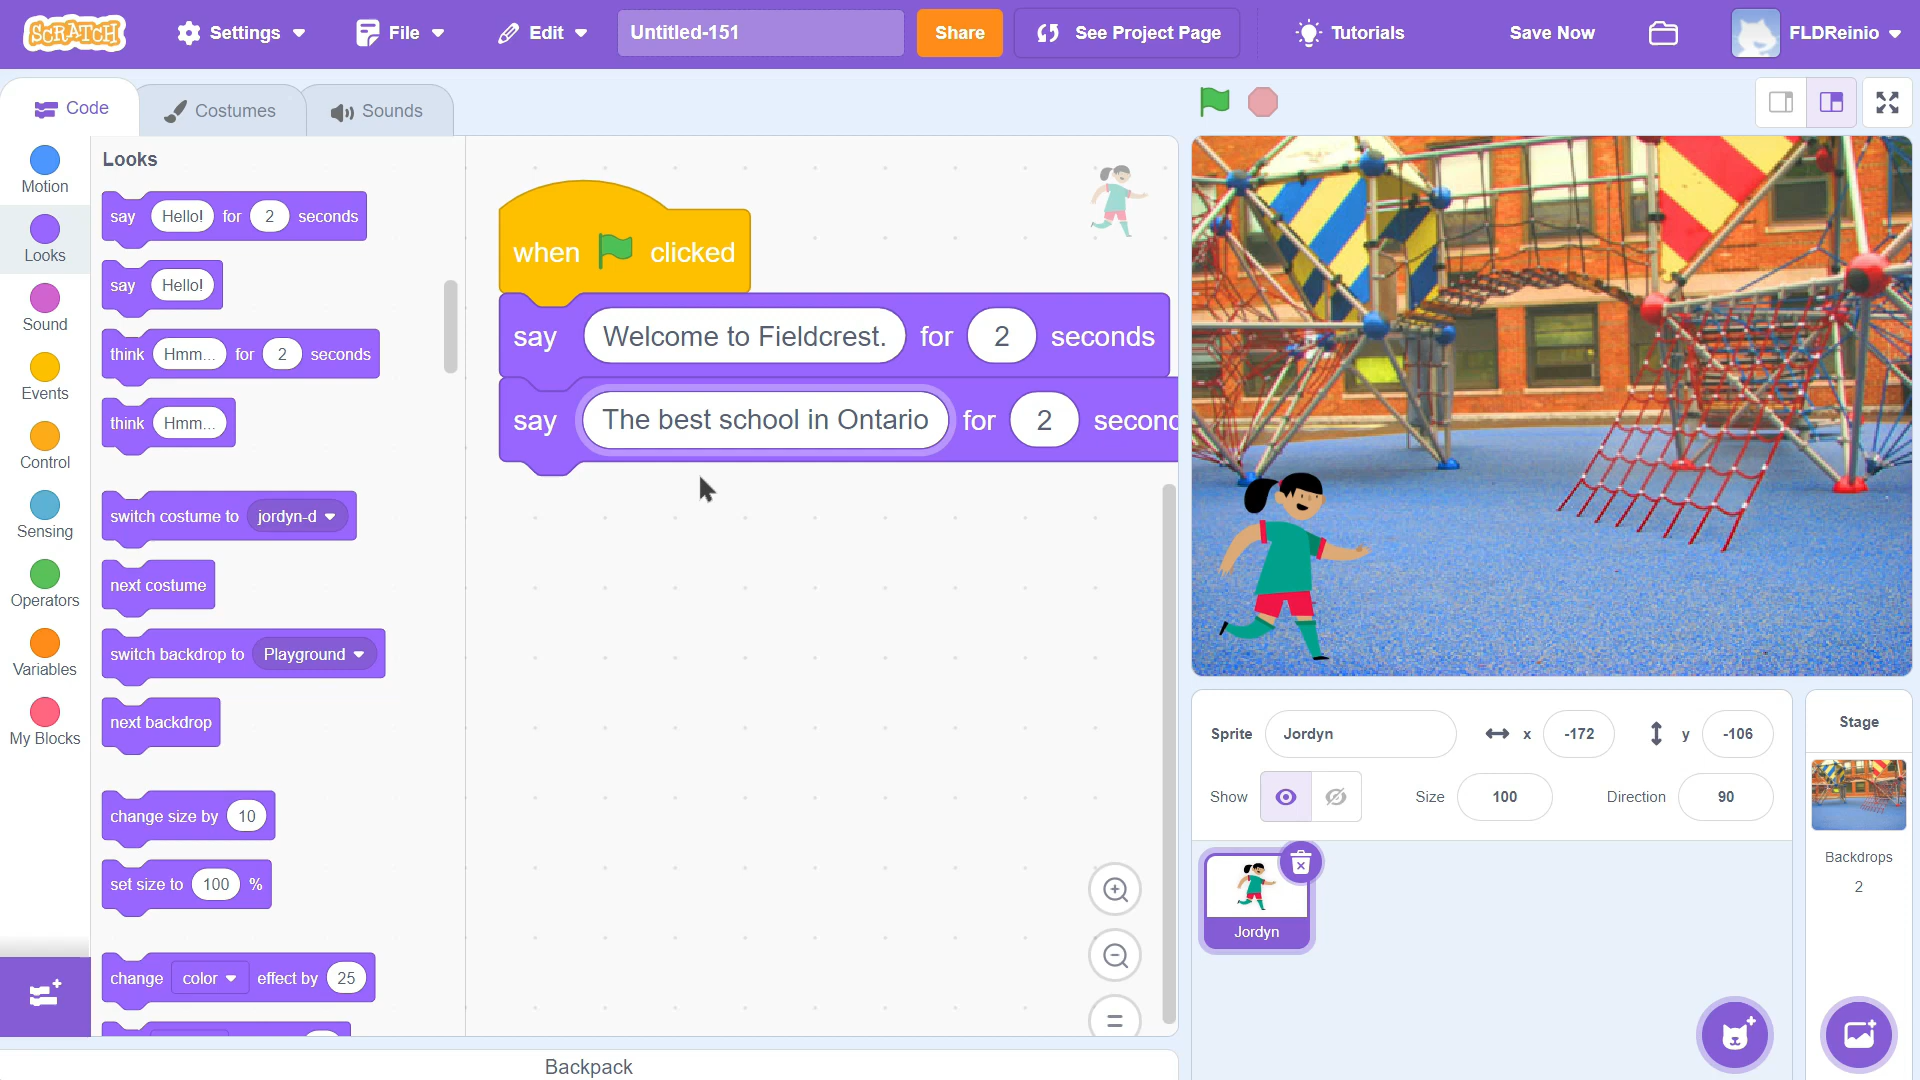 SCRATCH
Settings
File
Edit
Untitled-151
Share
See Project Page
Tutorials
Save Now
FLDReinio
Code
Costumes
Sounds
Motion
Looks
Sound
Events
Control
Sensing
Operators
Variables
My Blocks
Looks
say Hello! for 2 seconds
say Hello!
think Hmm... for 2 seconds
think Hmm...
switch costume to jordyn-d
next costume
switch backdrop to Playground
next backdrop
change size by 10
set size to 100 %
change color effect by 25
when clicked
say Welcome to Fieldcrest. for 2 seconds
say The best school in Ontario for 2 second
Backpack
Sprite Jordyn x -172 y -106
Show Size 100 Direction 90
Jordyn
Stage
Backdrops
2